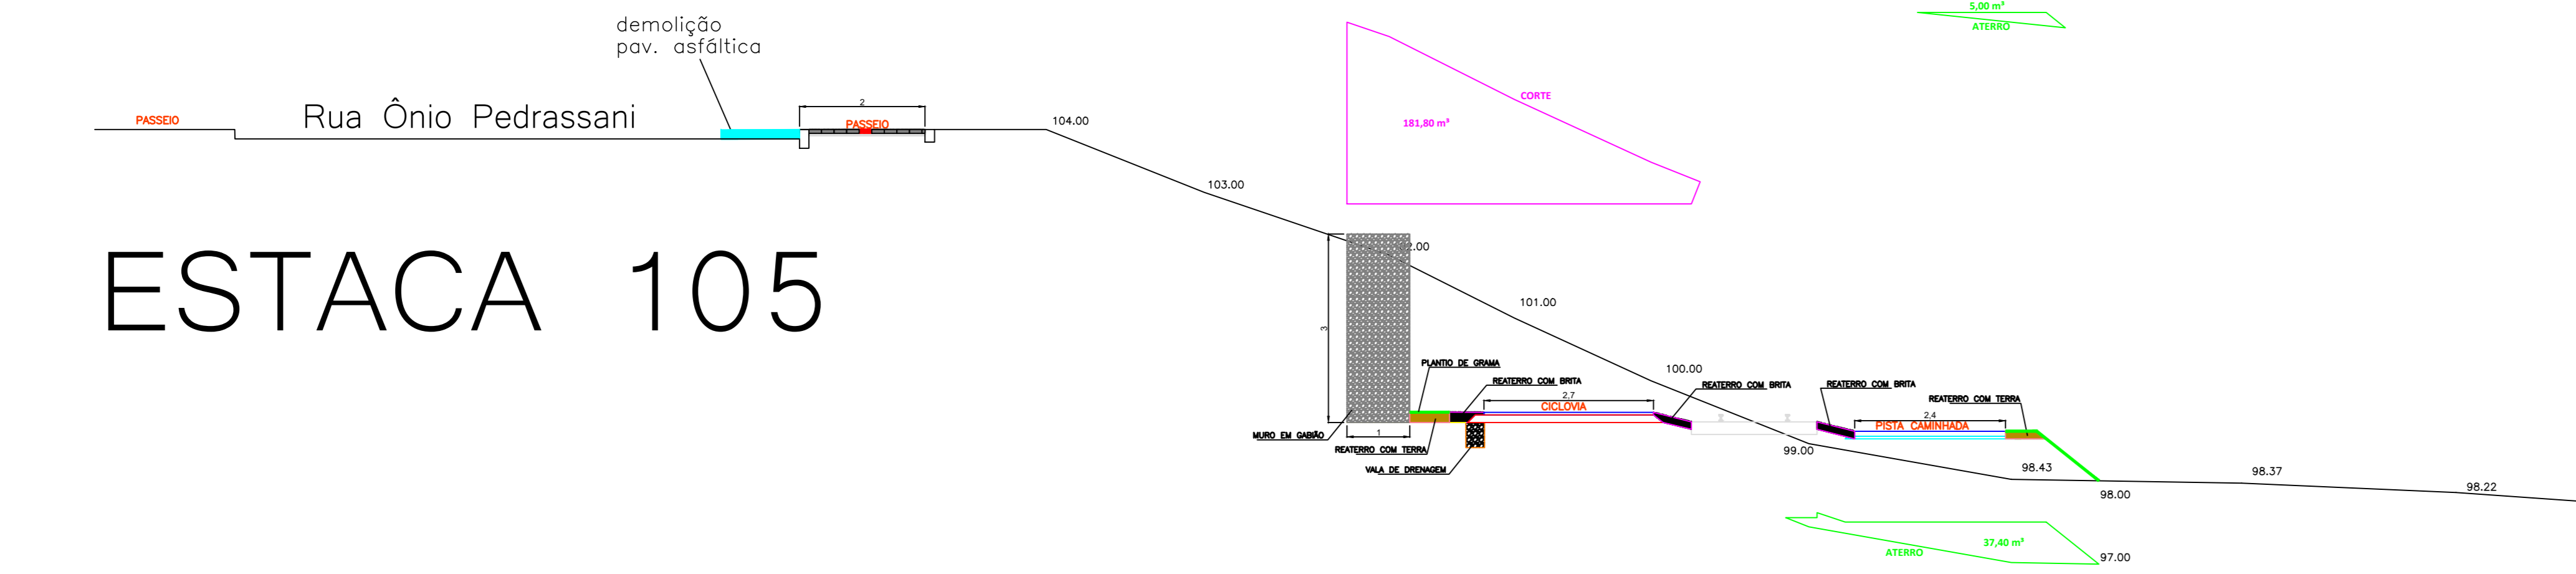 demolição
pav. asfáltica
5,00 m³
ATERRO
PASSEIO
Rua Ônio Pedrassani
2
PASSEIO
104.00
CORTE
181,80 m³
103.00
ESTACA 105
102.00
101.00
3
100.00
PLANTIO DE GRAMA
REATERRO COM BRITA
2,7
CICLOVIA
REATERRO COM BRITA
REATERRO COM BRITA
REATERRO COM TERRA
2,4
PISTA CAMINHADA
MURO EM GABIÃO
1
REATERRO COM TERRA
VALA DE DRENAGEM
99.00
98.43
98.37
98.22
98.00
37,40 m³
ATERRO
97.00